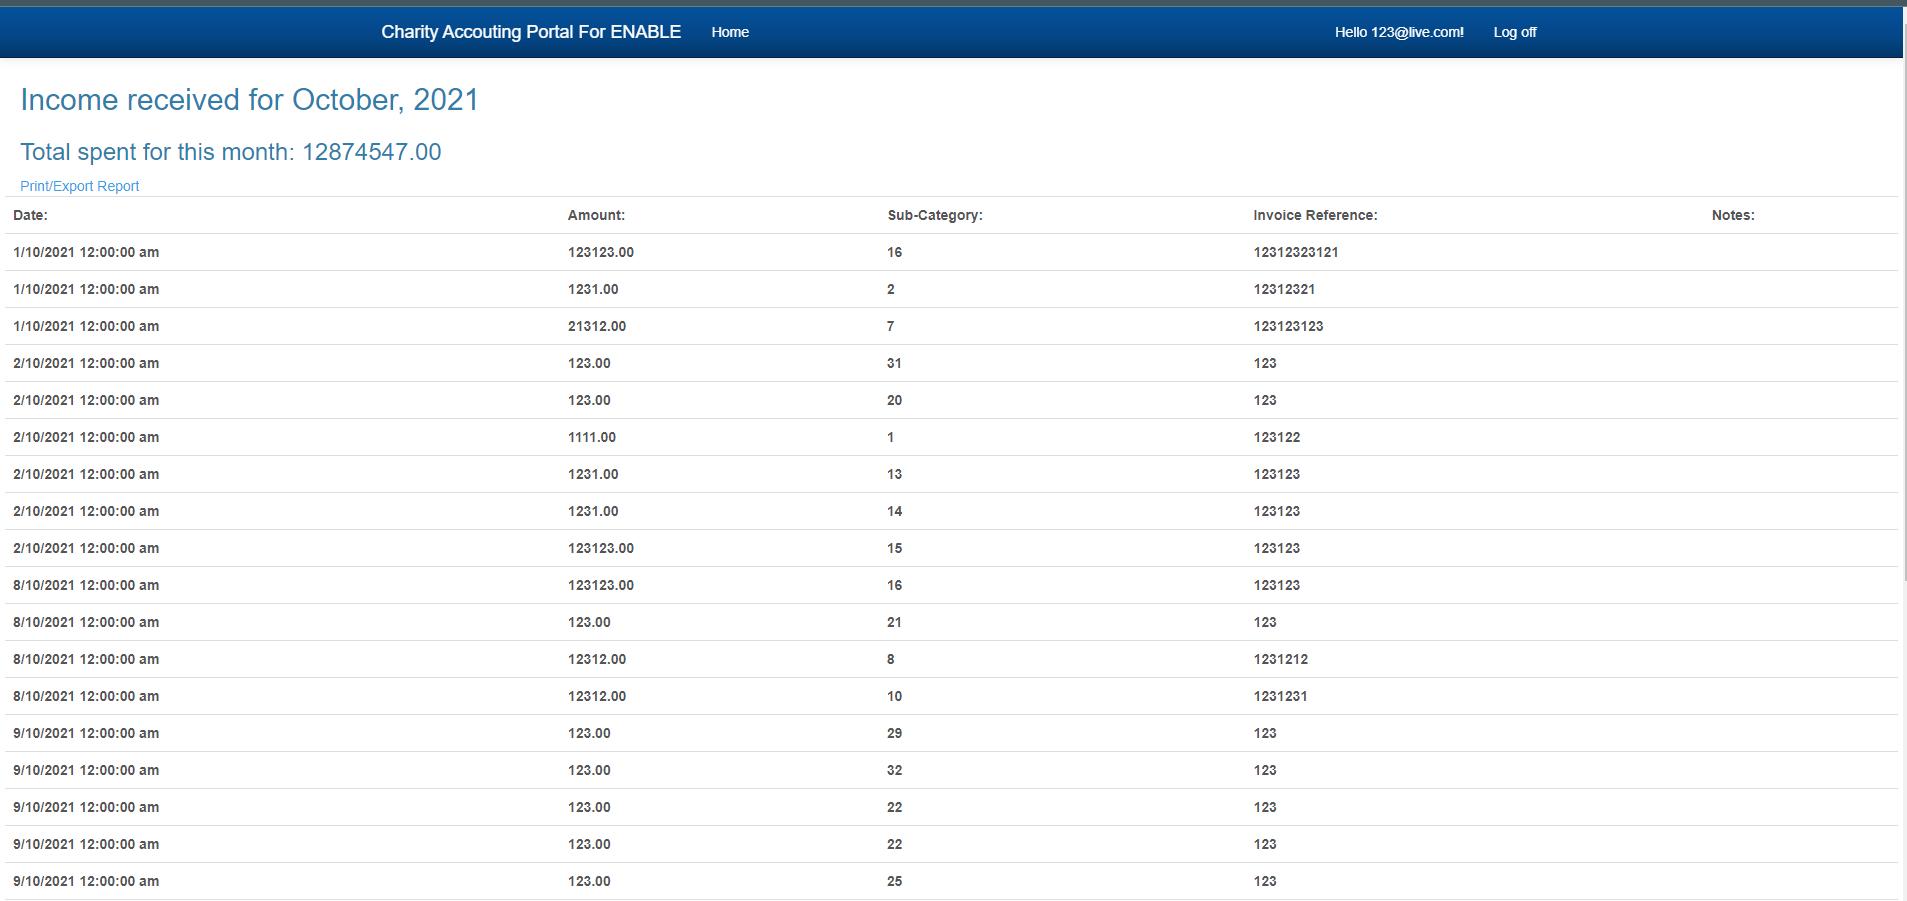 Charity Accouting Portal For ENABLE Home Hello 123@live.com! Log off
Income received for October, 2021
Total spent for this month: 12874547.00
Print/Export Report
Date: Amount: Sub-Category: Invoice Reference: Notes:
1/10/2021 12:00:00 am 123123.00 16 12312323121
1/10/2021 12:00:00 am 1231.00 2 12312321
1/10/2021 12:00:00 am 21312.00 7 123123123
2/10/2021 12:00:00 am 123.00 31 123
2/10/2021 12:00:00 am 123.00 20 123
2/10/2021 12:00:00 am 1111.00 1 123122
2/10/2021 12:00:00 am 1231.00 13 123123
2/10/2021 12:00:00 am 1231.00 14 123123
2/10/2021 12:00:00 am 123123.00 15 123123
8/10/2021 12:00:00 am 123123.00 16 123123
8/10/2021 12:00:00 am 123.00 21 123
8/10/2021 12:00:00 am 12312.00 8 1231212
8/10/2021 12:00:00 am 12312.00 10 1231231
9/10/2021 12:00:00 am 123.00 29 123
9/10/2021 12:00:00 am 123.00 32 123
9/10/2021 12:00:00 am 123.00 22 123
9/10/2021 12:00:00 am 123.00 22 123
9/10/2021 12:00:00 am 123.00 25 123